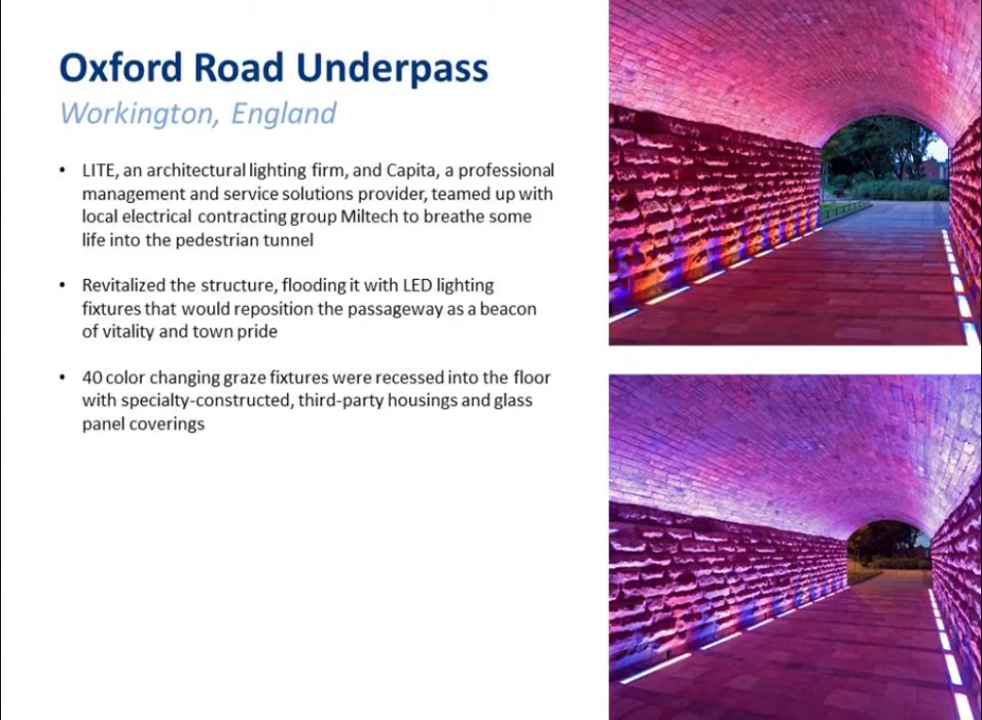 Oxford Road Underpass
Workington, England
• LITE, an architectural lighting firm, and Capita, a professional
management and service solutions provider, teamed up with
local electrical contracting group Miltech to breathe some
life into the pedestrian tunnel
• Revitalized the structure, flooding it with LED lighting
fixtures that would reposition the passageway as a beacon
of vitality and town pride
• 40 color changing graze fixtures were recessed into the floor
with specialty-constructed, third-party housings and glass
panel coverings